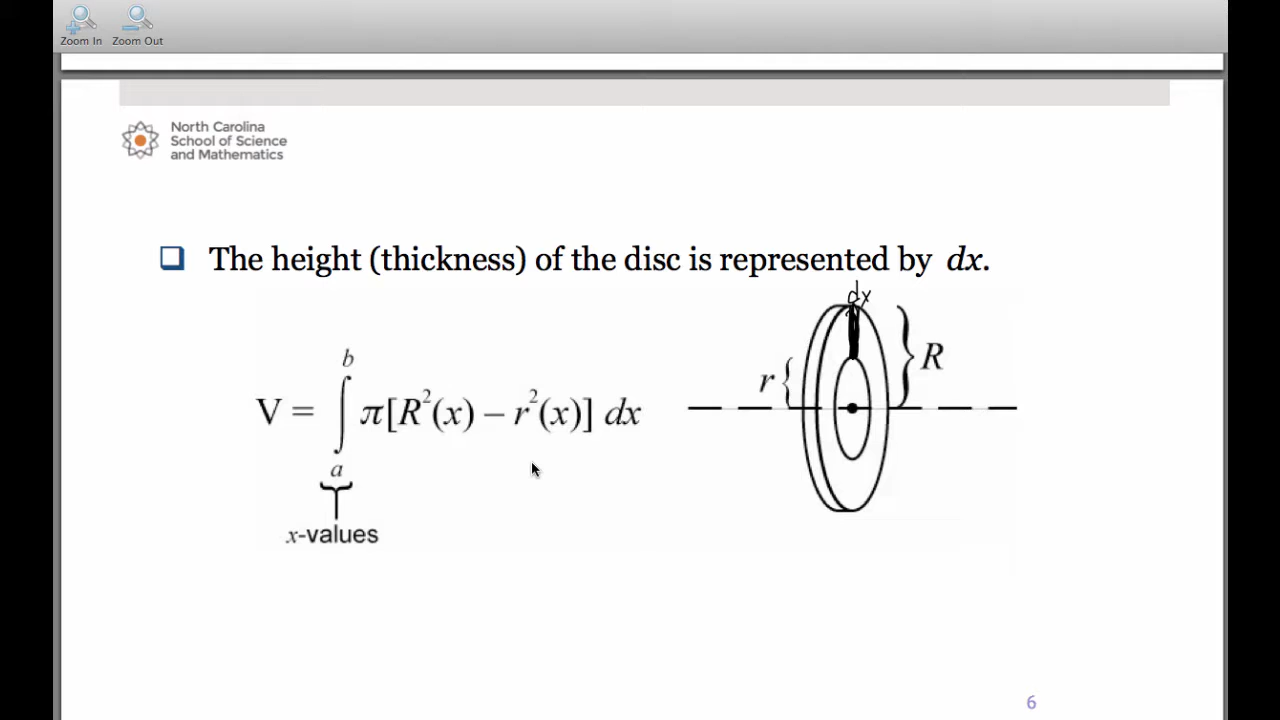 Zoom In Zoom Out
North Carolina
School of Science
and Mathematics
❑ The height (thickness) of the disc is represented by dx.
dx
b
V = ∫ π[R²(x) – r²(x)] dx
a
x-values
r{
}R
6